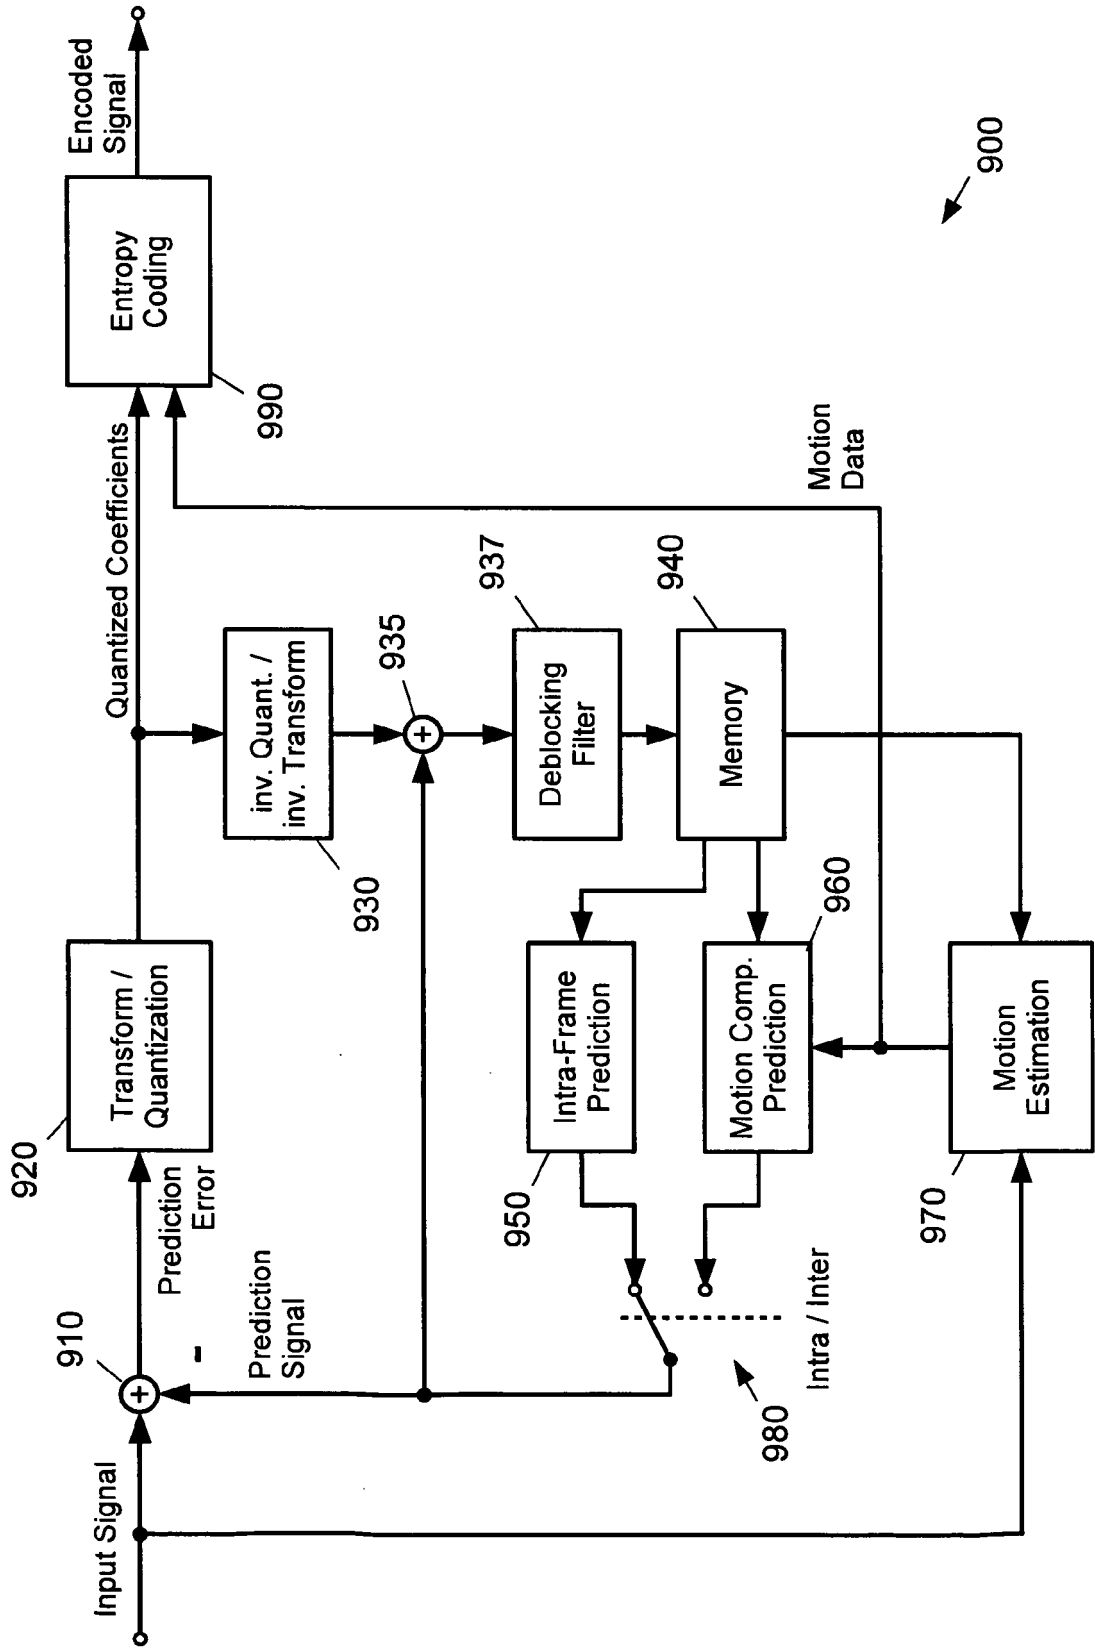 Input Signal
910
-
+
Prediction
Error
Prediction
Signal
920
Transform /
Quantization
Quantized Coefficients
990
Entropy
Coding
Encoded
Signal
930
inv. Quant. /
inv. Transform
935
+
937
Deblocking
Filter
940
Memory
950
Intra-Frame
Prediction
960
Motion Comp.
Prediction
970
Motion
Estimation
980
Intra / Inter
Motion
Data
900